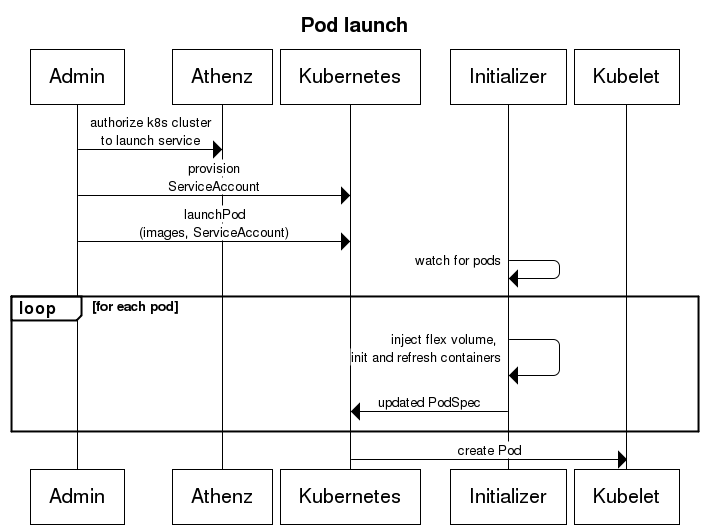 Pod launch
Admin
Athenz
Kubernetes
Initializer
Kubelet
authorize k8s cluster
to launch service
provision
ServiceAccount
launchPod
(images, ServiceAccount)
watch for pods
loop
[for each pod]
inject flex volume,
init and refresh containers
updated PodSpec
create Pod
Admin
Athenz
Kubernetes
Initializer
Kubelet